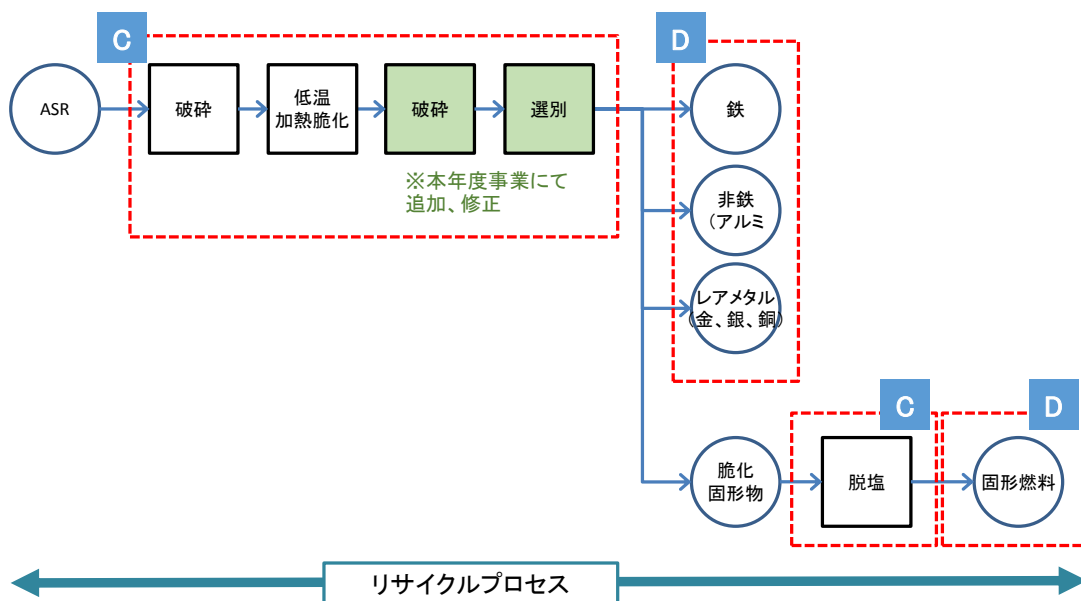 C
D
ASR
破砕
低温
加熱脆化
破砕
選別
鉄
※本年度事業にて
追加、修正
非鉄
(アルミ
レアメタル
(金、銀、銅)
C
D
脆化
固形物
脱塩
固形燃料
リサイクルプロセス